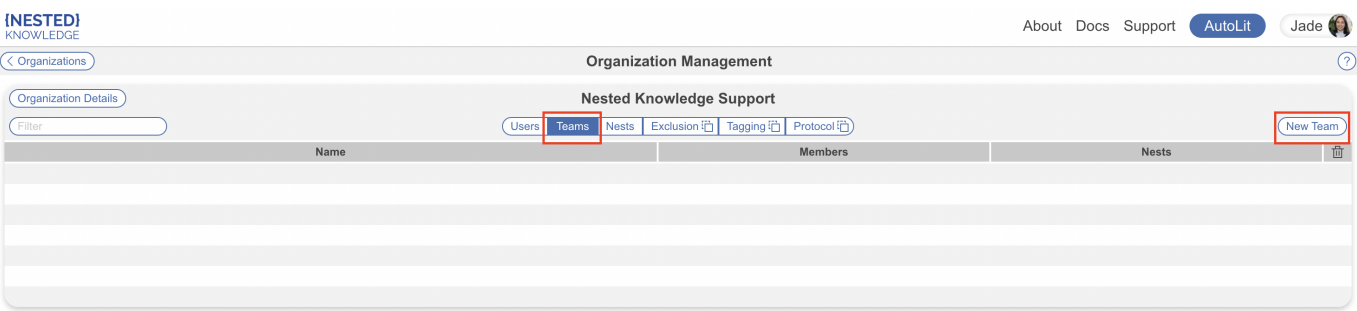 {NESTED}
KNOWLEDGE
About Docs Support AutoLit Jade
< Organizations
Organization Management
?
Organization Details
Nested Knowledge Support
Filter
Users Teams Nests Exclusion Tagging Protocol
New Team
Name Members Nests